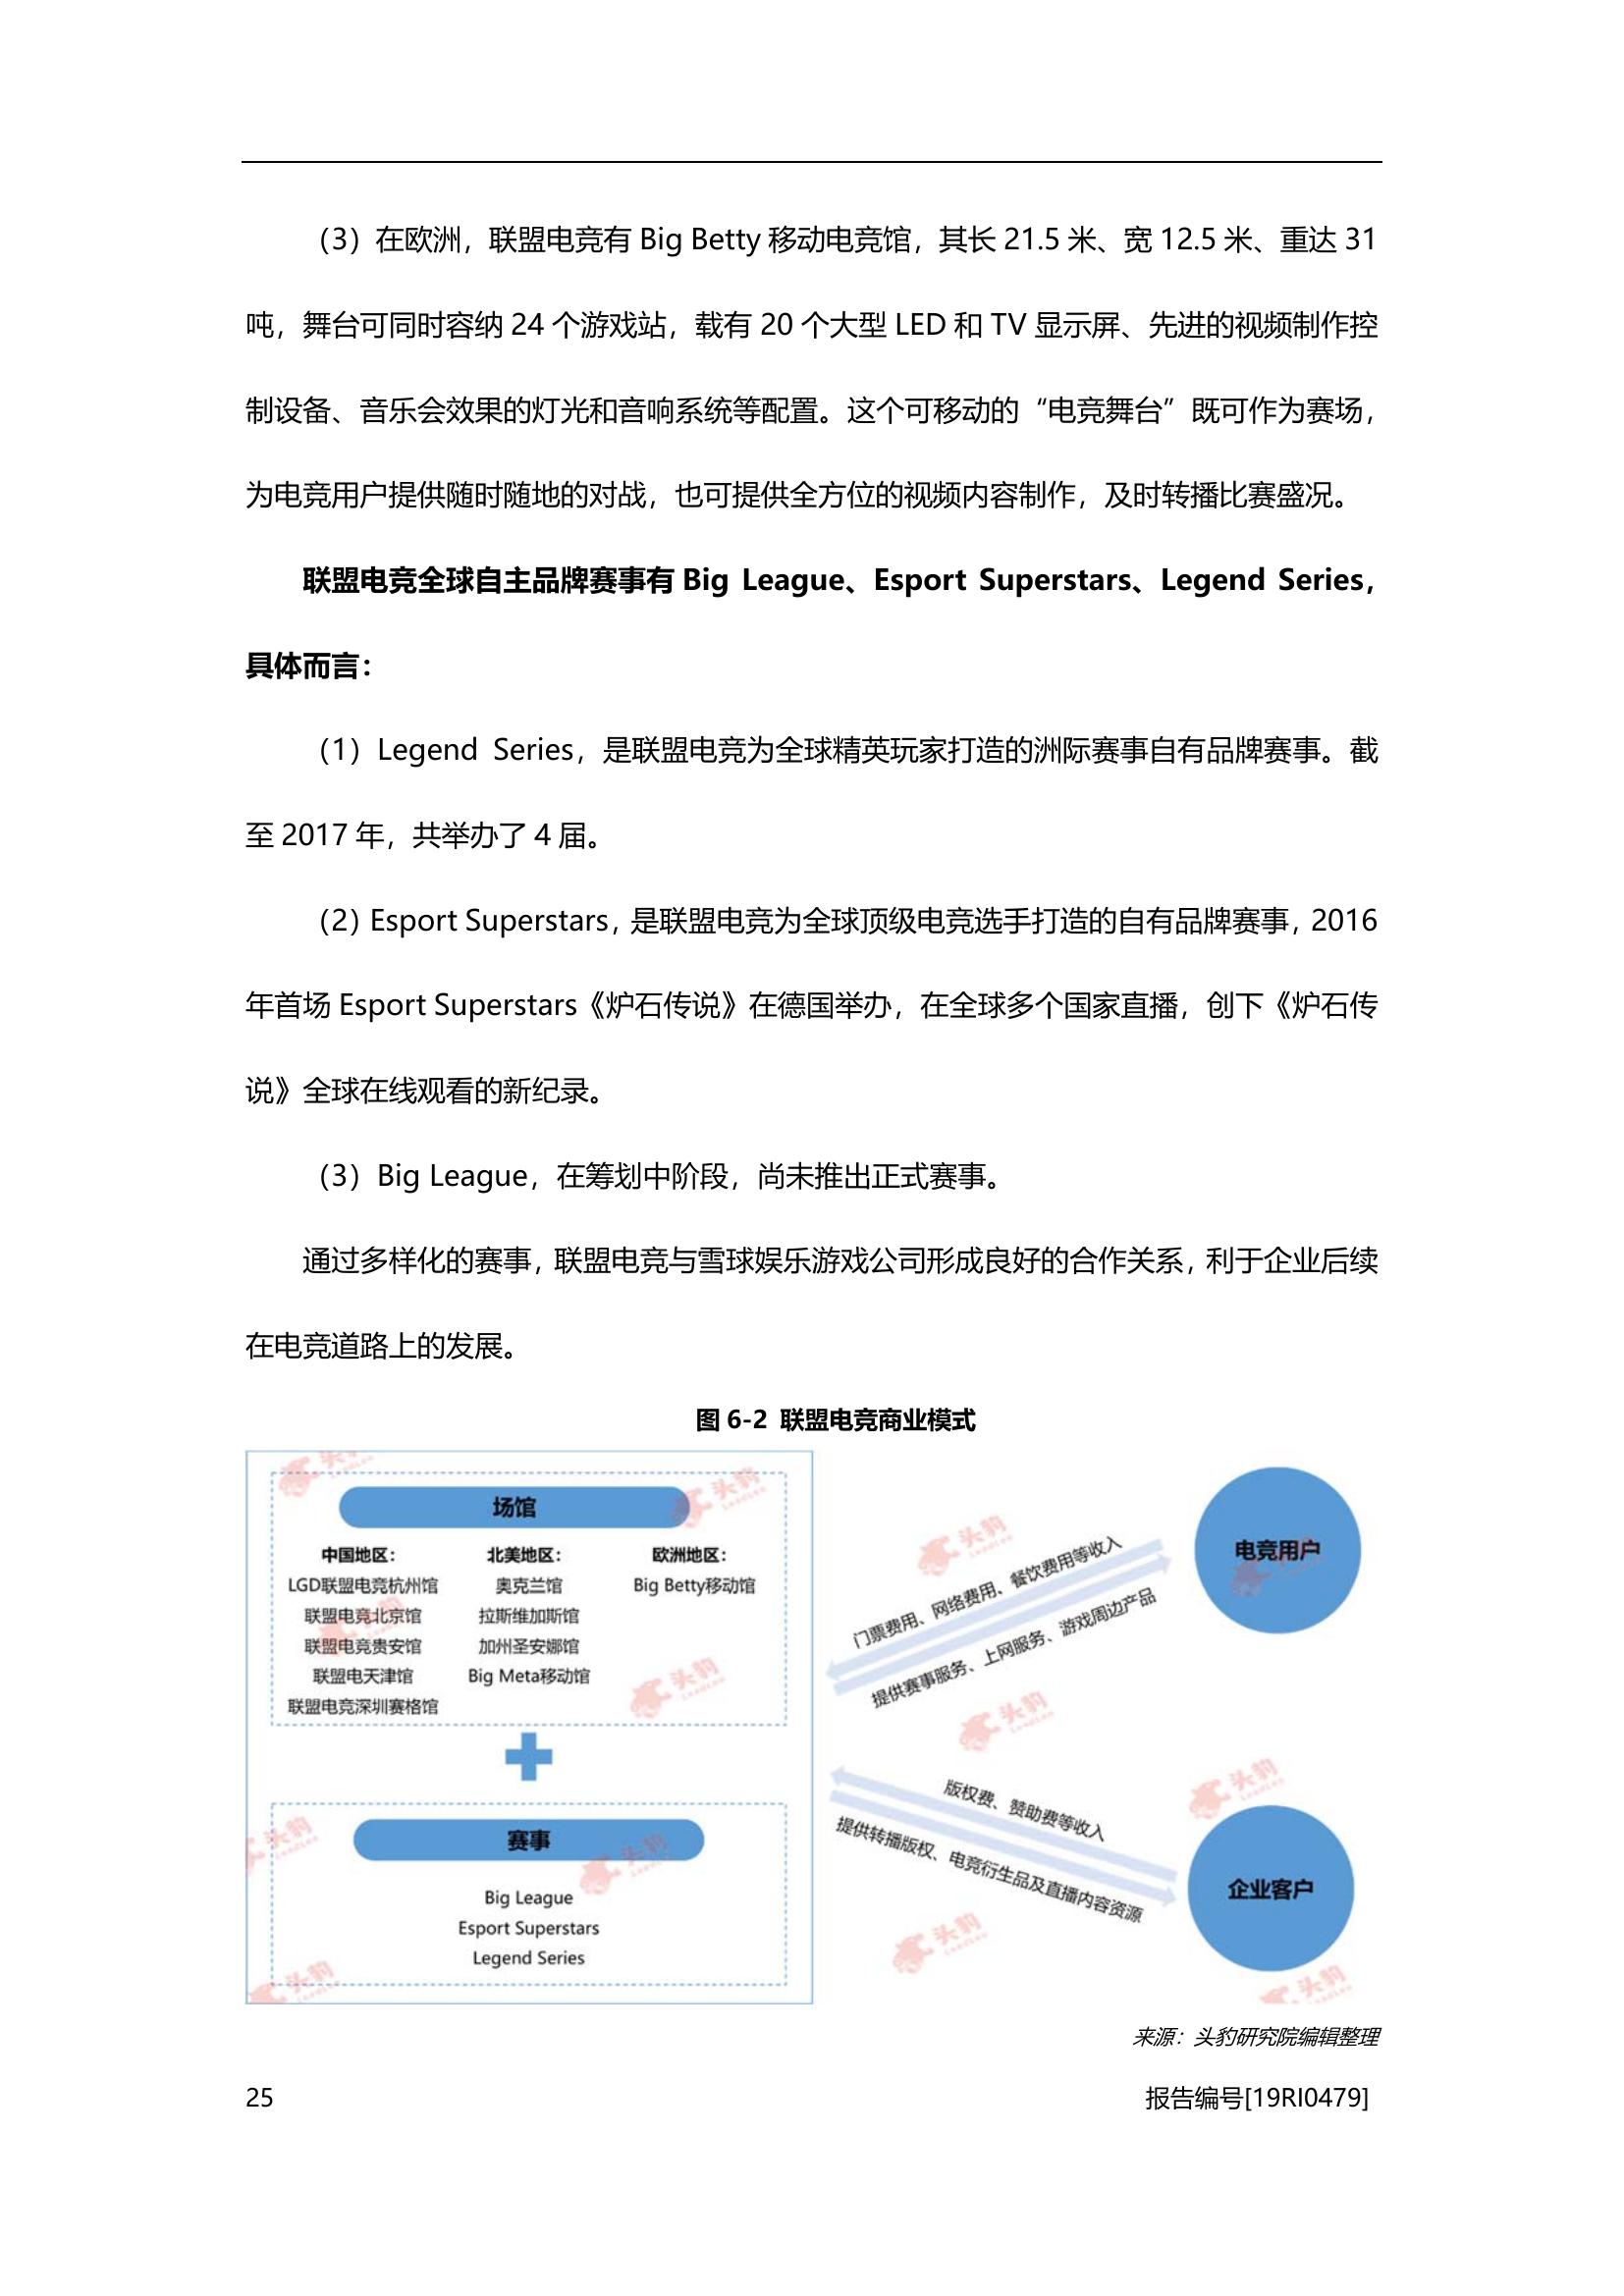 （3）在欧洲，联盟电竞有 Big Betty 移动电竞馆，其长 21.5 米、宽 12.5 米、重达 31
吨，舞台可同时容纳 24 个游戏站，载有 20 个大型 LED 和 TV 显示屏、先进的视频制作控
制设备、音乐会效果的灯光和音响系统等配置。这个可移动的“电竞舞台”既可作为赛场，
为电竞用户提供随时随地的对战，也可提供全方位的视频内容制作，及时转播比赛盛况。
联盟电竞全球自主品牌赛事有 Big League、Esport Superstars、Legend Series，
具体而言：
（1）Legend Series，是联盟电竞为全球精英玩家打造的洲际赛事自有品牌赛事。截
至 2017 年，共举办了 4 届。
（2）Esport Superstars，是联盟电竞为全球顶级电竞选手打造的自有品牌赛事，2016
年首场 Esport Superstars《炉石传说》在德国举办，在全球多个国家直播，创下《炉石传
说》全球在线观看的新纪录。
（3）Big League，在筹划中阶段，尚未推出正式赛事。
通过多样化的赛事，联盟电竞与雪球娱乐游戏公司形成良好的合作关系，利于企业后续
在电竞道路上的发展。
图 6-2 联盟电竞商业模式
场馆
中国地区：
LGD联盟电竞杭州馆
联盟电竞北京馆
联盟电竞贵安馆
联盟电天津馆
联盟电竞深圳赛格馆
北美地区：
奥克兰馆
拉斯维加斯馆
加州圣安娜馆
Big Meta移动馆
欧洲地区：
Big Betty移动馆
赛事
Big League
Esport Superstars
Legend Series
门票费用、网络费用、餐饮费用等收入
提供赛事服务、上网服务、游戏周边产品
电竞用户
版权费、赞助费等收入
提供转播版权、电竞衍生品及直播内容资源
企业客户
来源：头豹研究院编辑整理
25
报告编号[19RI0479]